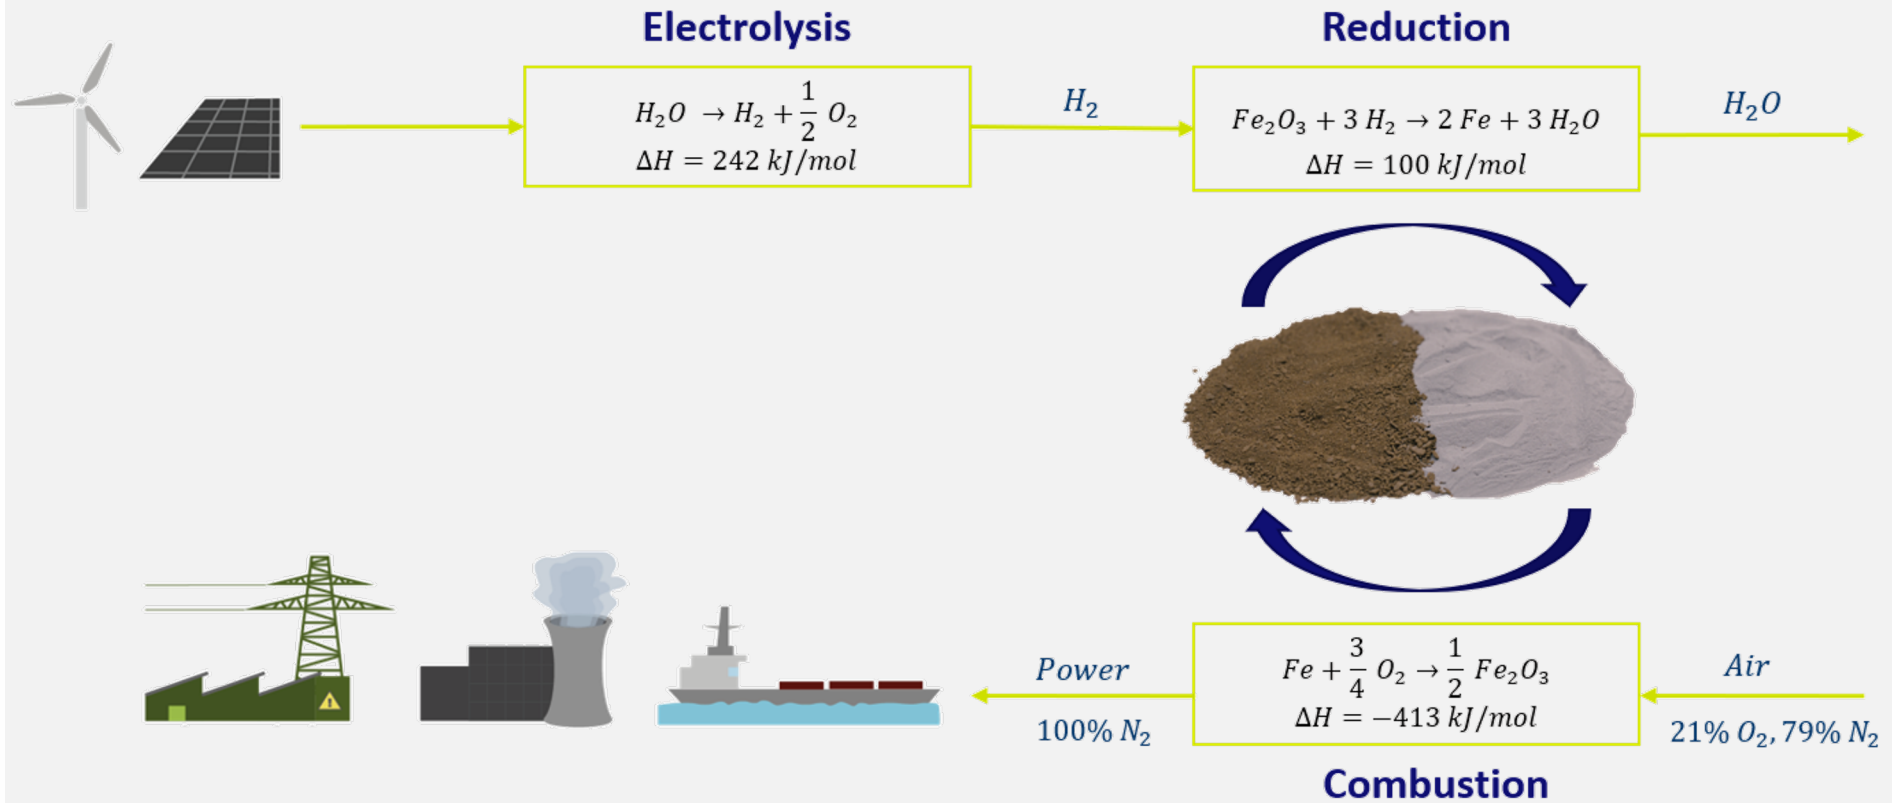 Electrolysis
H₂O → H₂ + 1/2 O₂
ΔH = 242 kJ/mol
H₂
Reduction
Fe₂O₃ + 3 H₂ → 2 Fe + 3 H₂O
ΔH = 100 kJ/mol
H₂O
Power
100% N₂
Fe + 3/4 O₂ → 1/2 Fe₂O₃
ΔH = −413 kJ/mol
Air
21% O₂, 79% N₂
Combustion